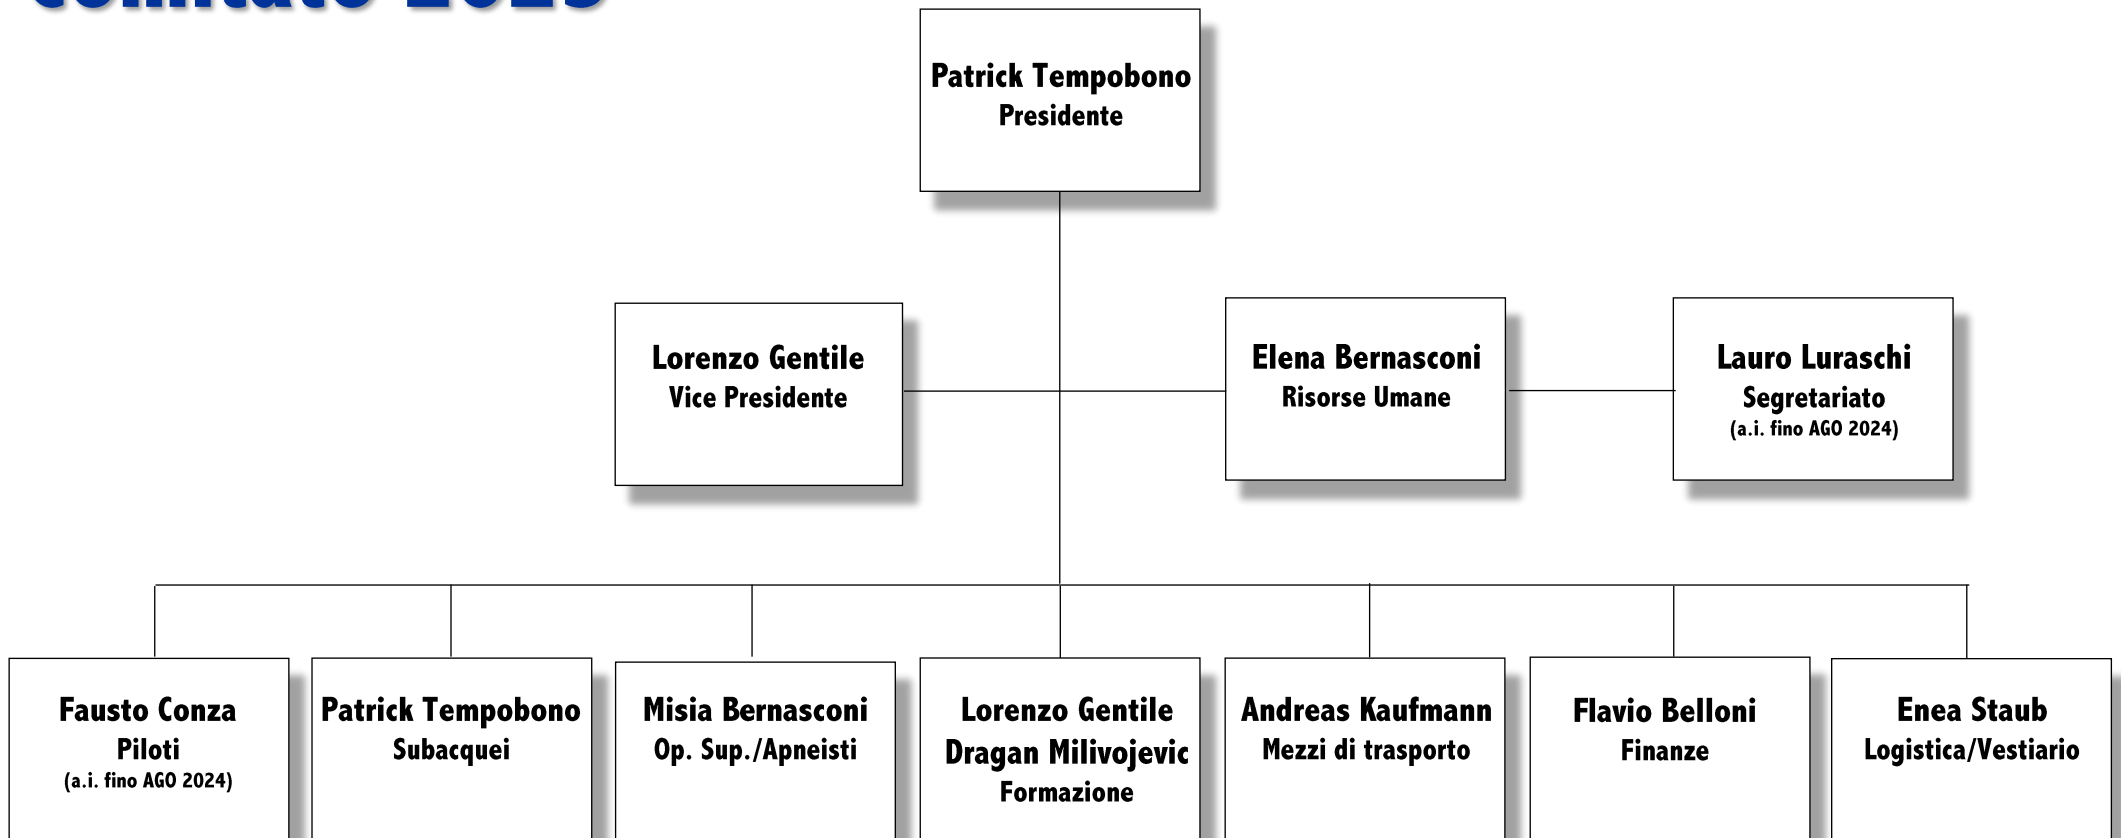 Comitato 2023
Patrick Tempobono
Presidente
Lorenzo Gentile
Vice Presidente
Elena Bernasconi
Risorse Umane
Lauro Luraschi
Segretariato
(a.i. fino AGO 2024)
Fausto Conza
Piloti
(a.i. fino AGO 2024)
Patrick Tempobono
Subacquei
Misia Bernasconi
Op. Sup./Apneisti
Lorenzo Gentile
Dragan Milivojevic
Formazione
Andreas Kaufmann
Mezzi di trasporto
Flavio Belloni
Finanze
Enea Staub
Logistica/Vestiario